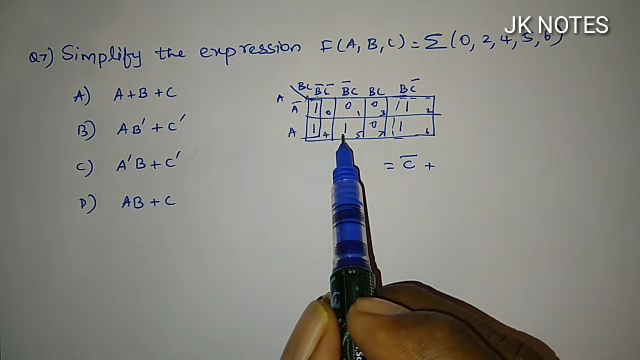 JK NOTES
Q7) Simplify the expression F(A, B, C) = Σ (0, 2, 4, 5, 6)
A) A+B+C
B) AB' + C'
C) A'B + C'
D) AB + C
A BC B̅C̅ B̅C BC BC̅
A̅ 1 0 0 1 0 3 1 2
A 1 4 1 5 0 7 1 6
= C̅ +